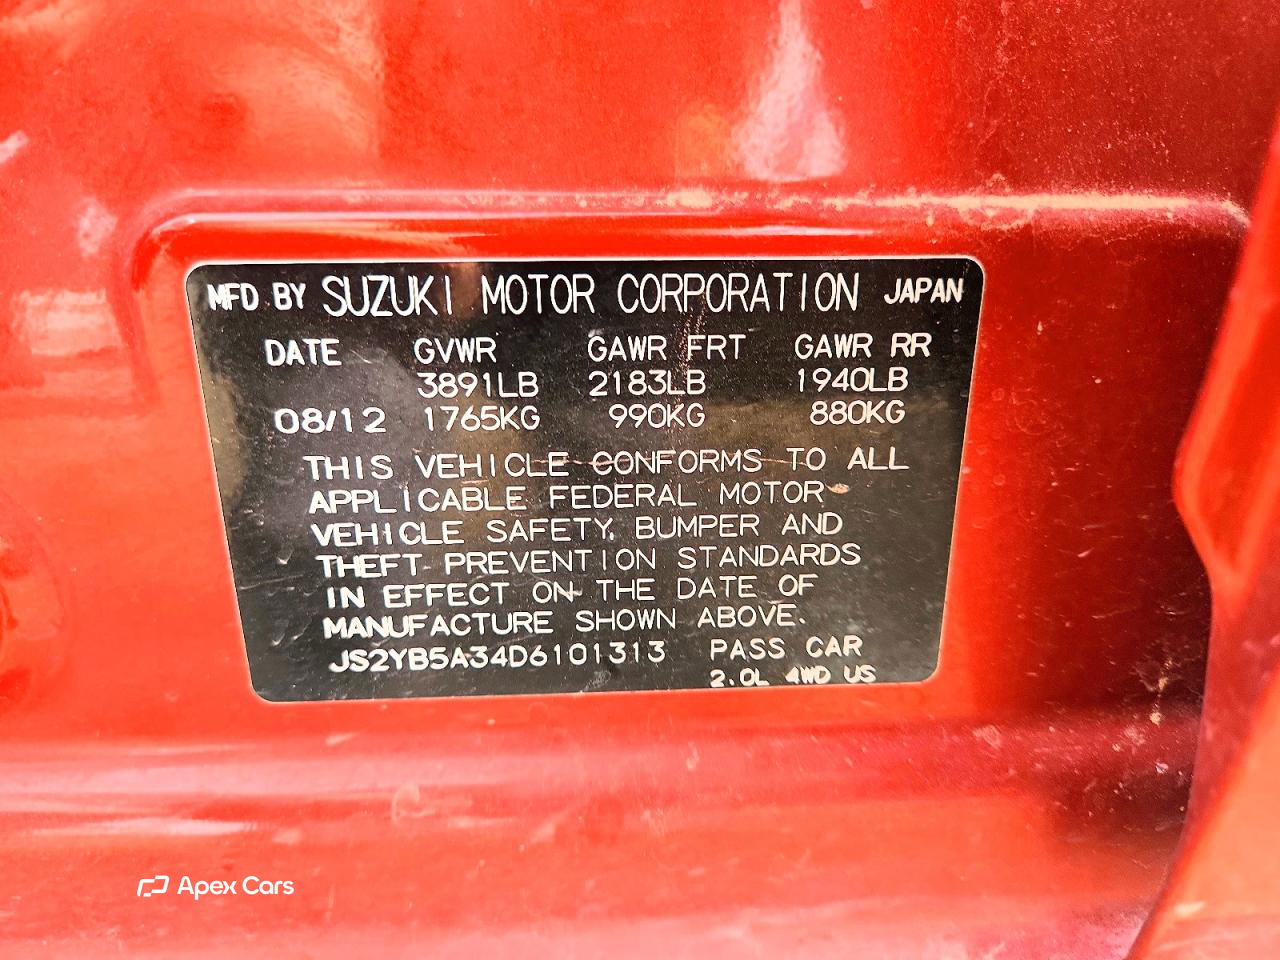 MFD BY SUZUKI MOTOR CORPORATION JAPAN
DATE GVWR GAWR FRT GAWR RR
3891LB 2183LB 1940LB
08/12 1765KG 990KG 880KG
THIS VEHICLE CONFORMS TO ALL
APPLICABLE FEDERAL MOTOR
VEHICLE SAFETY, BUMPER AND
THEFT PREVENTION STANDARDS
IN EFFECT ON THE DATE OF
MANUFACTURE SHOWN ABOVE.
JS2YB5A34D6101313 PASS CAR
2.0L 4WD US
Apex Cars